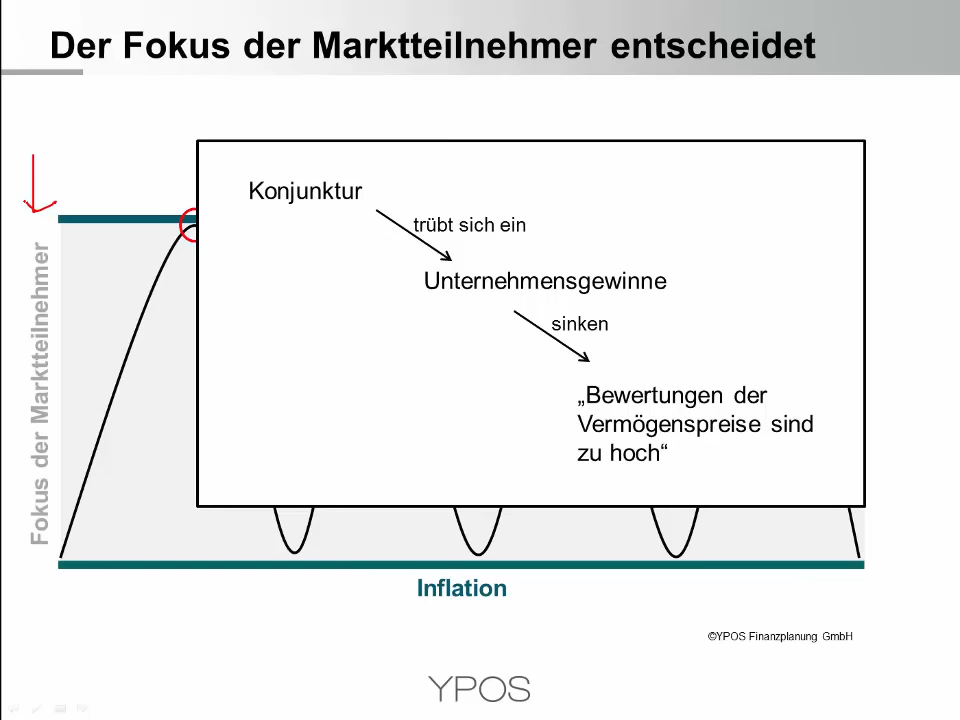 Der Fokus der Marktteilnehmer entscheidet
Konjunktur
trübt sich ein
Unternehmensgewinne
sinken
„Bewertungen der
Vermögenspreise sind
zu hoch“
Fokus der Marktteilnehmer
Inflation
©YPOS Finanzplanung GmbH
YPOS